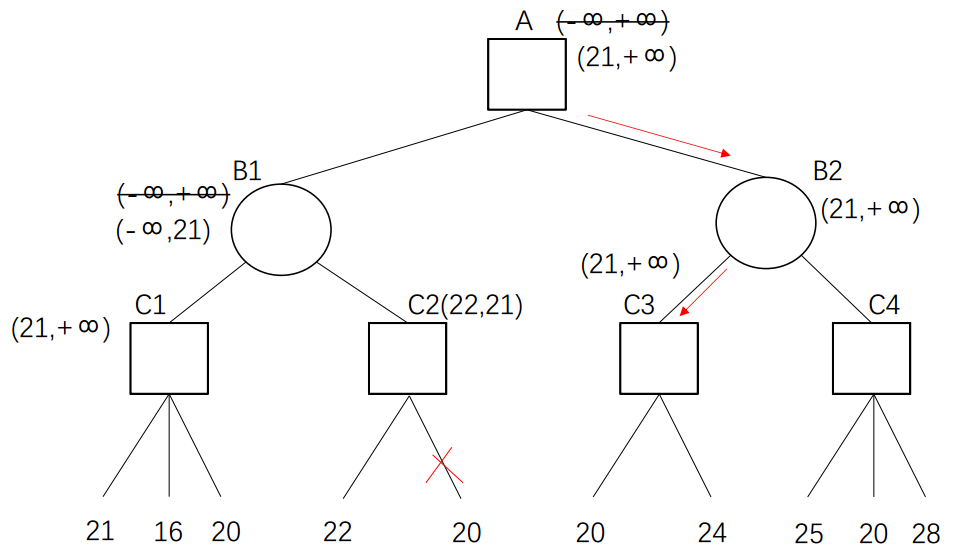 A (-∞,+∞)
(21,+∞)
B1
B2
(-∞,+∞)
(-∞,21)
(21,+∞)
(21,+∞)
C1
C2(22,21)
C3
C4
(21,+∞)
21 16 20 22 20 20 24 25 20 28